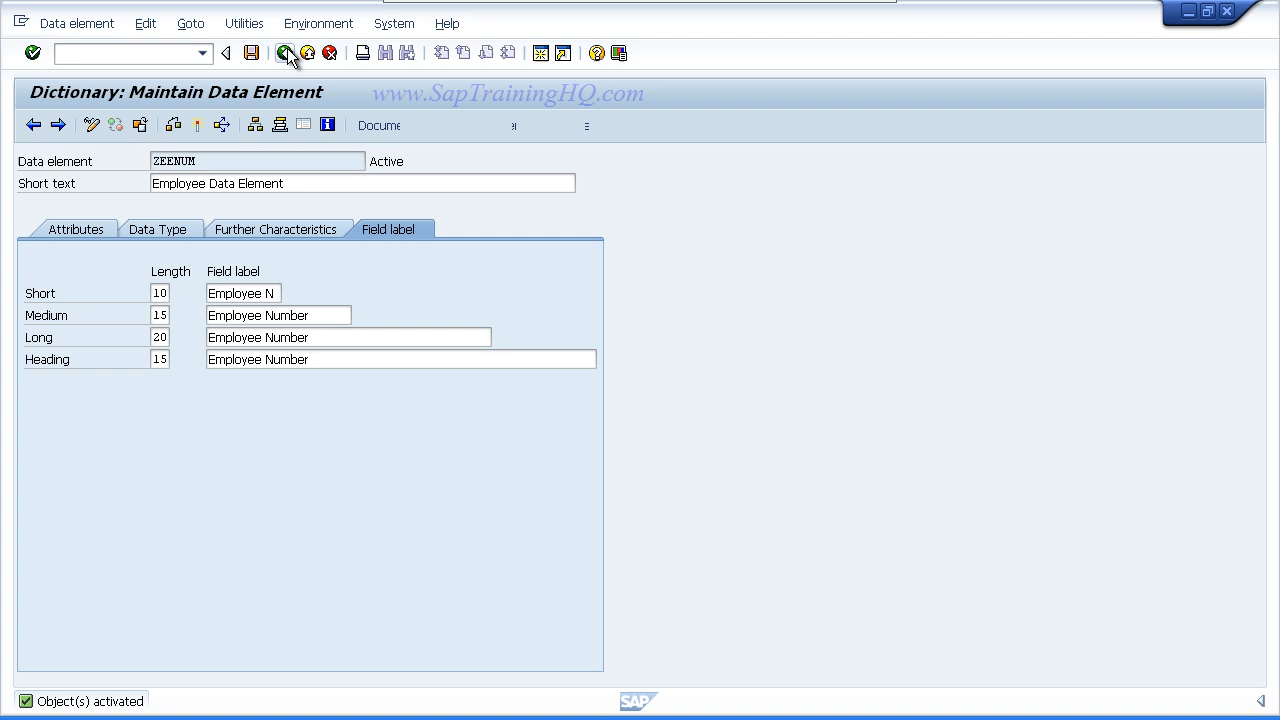 Data element Edit Goto Utilities Environment System Help
Dictionary: Maintain Data Element www.SapTrainingHQ.com
Data element ZEENUM Active
Short text Employee Data Element
Attributes Data Type Further Characteristics Field label
Length Field label
Short 10 Employee N
Medium 15 Employee Number
Long 20 Employee Number
Heading 15 Employee Number
Object(s) activated
SAP